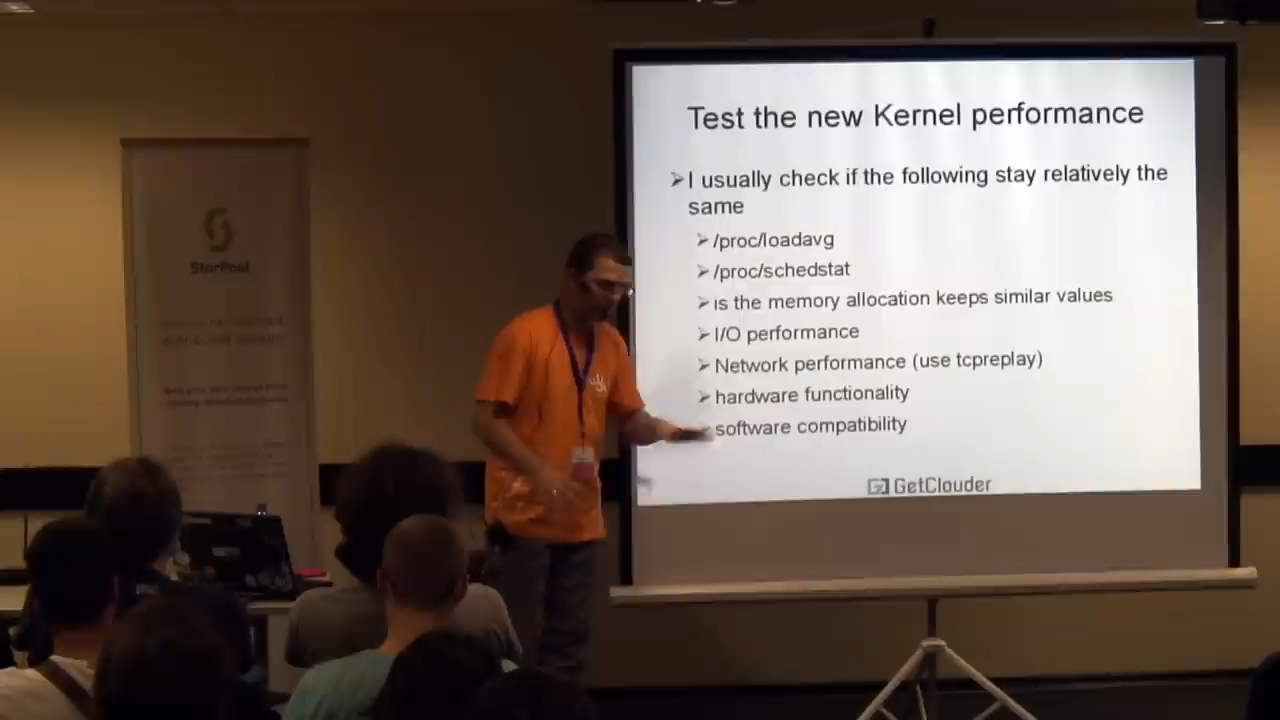 Test the new Kernel performance
I usually check if the following stay relatively the
same
/proc/loadavg
/proc/schedstat
is the memory allocation keeps similar values
I/O performance
Network performance (use tcpreplay)
hardware functionality
software compatibility
GetClouder
StorPool